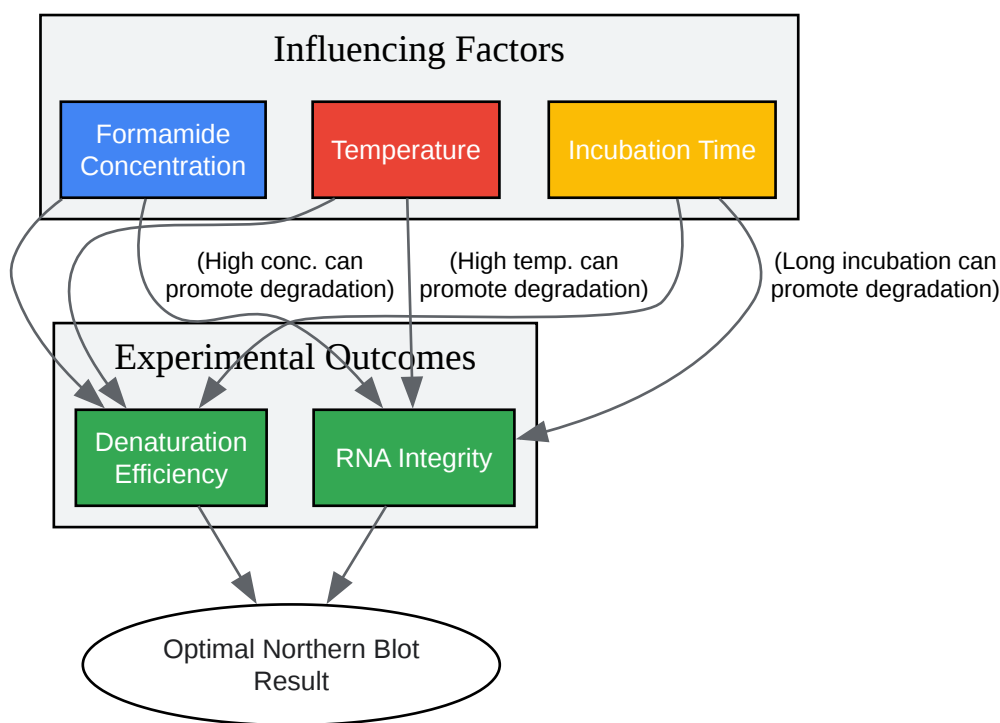 Influencing Factors
Formamide
Concentration
Temperature
Incubation Time
(High conc. can
promote degradation)
(High temp. can
promote degradation)
(Long incubation can
promote degradation)
Experimental Outcomes
Denaturation
Efficiency
RNA Integrity
Optimal Northern Blot
Result